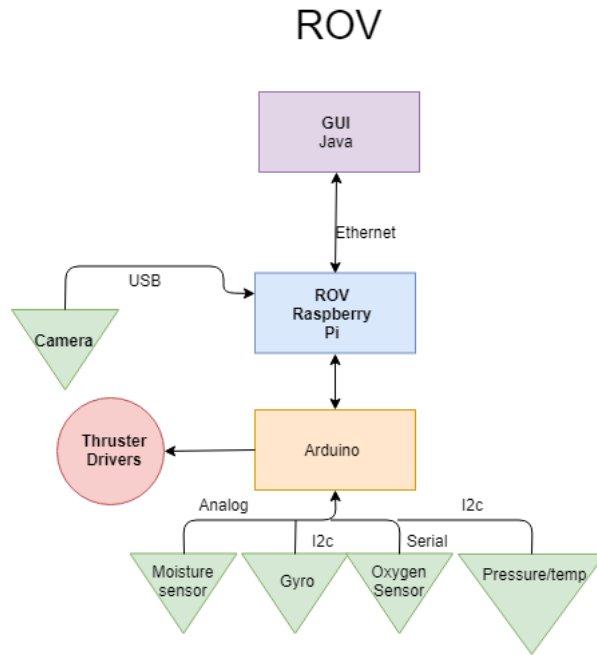 ROV
GUI
Java
Ethernet
USB
ROV
Raspberry
Pi
Camera
Thruster
Drivers
Arduino
Analog
I2c
I2c
Serial
Moisture
sensor
Gyro
Oxygen
Sensor
Pressure/temp